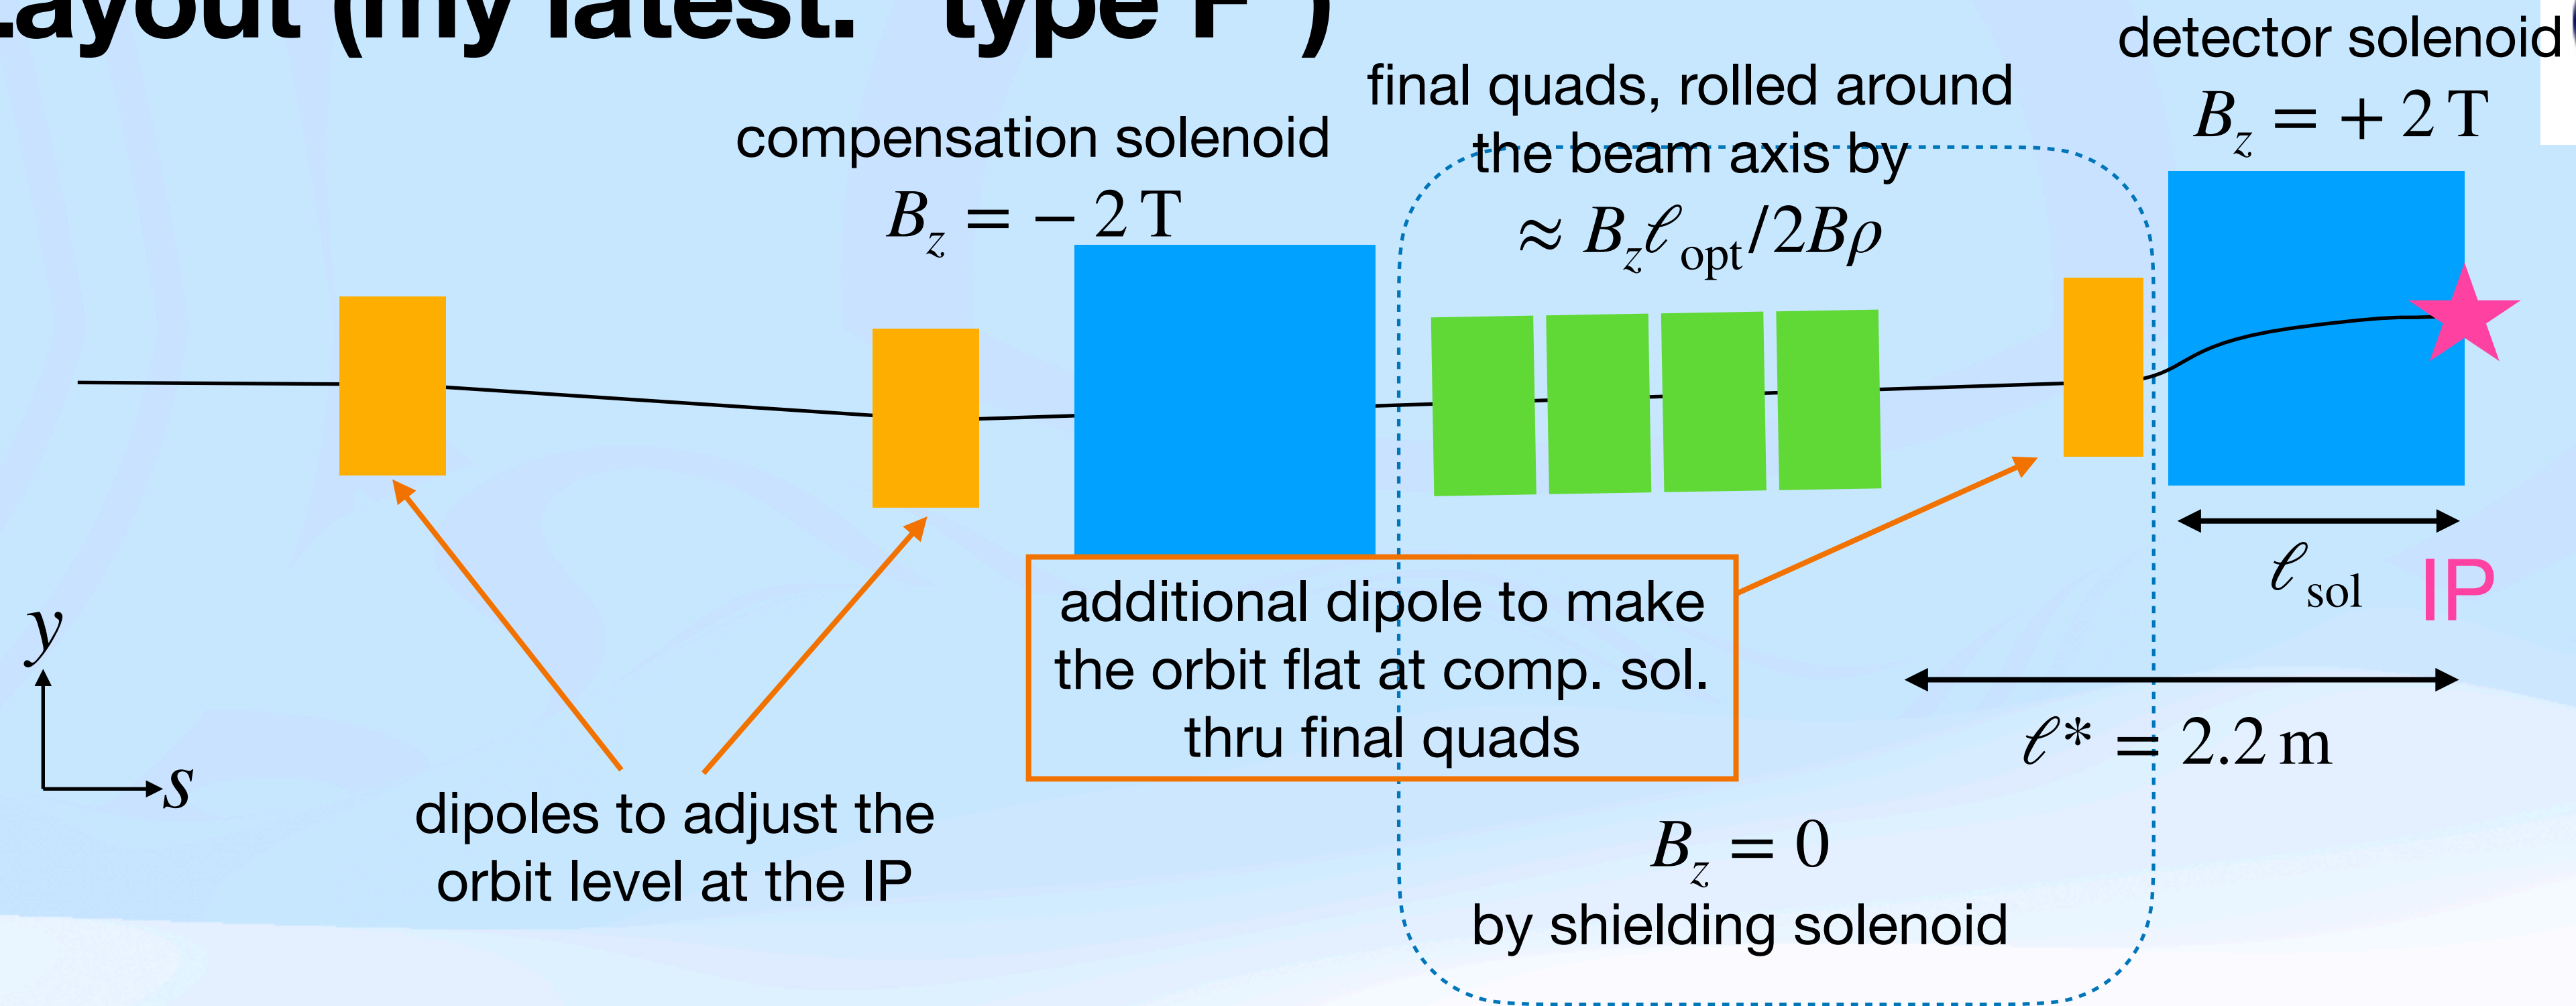 Layout (my latest. "type F")
detector solenoid
B_z = + 2 T
final quads, rolled around
the beam axis by
≈ B_z ℓ_opt/2Bρ
compensation solenoid
B_z = − 2 T
additional dipole to make
the orbit flat at comp. sol.
thru final quads
ℓ_sol
IP
ℓ* = 2.2 m
y
s
dipoles to adjust the
orbit level at the IP
B_z = 0
by shielding solenoid